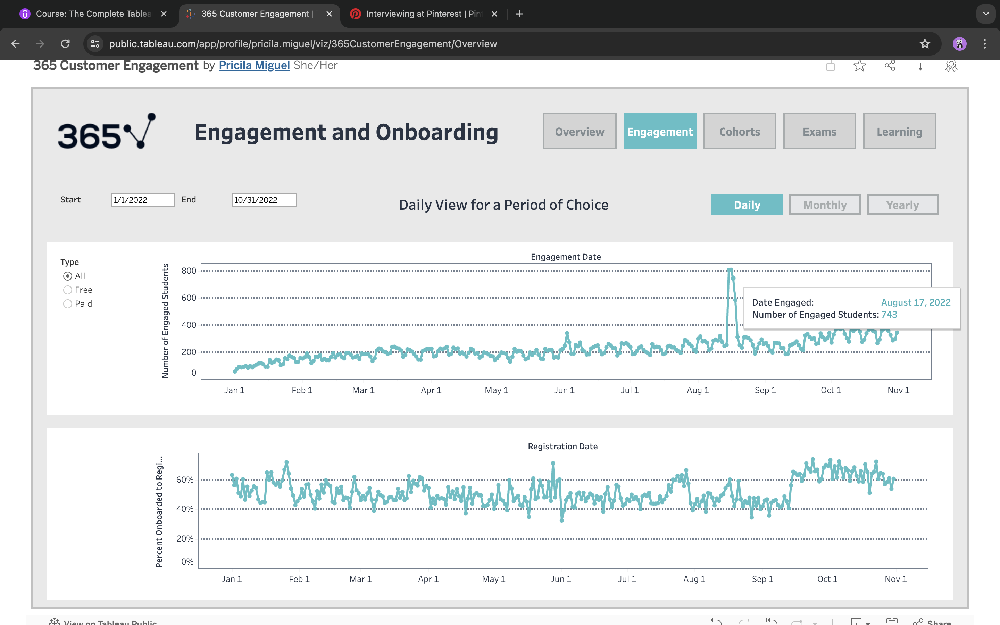 Course: The Complete Tablea
365 Customer Engagement |
Interviewing at Pinterest | Pin
public.tableau.com/app/profile/pricila.miguel/viz/365CustomerEngagement/Overview
365 Customer Engagement by Pricila Miguel She/Her
365
Engagement and Onboarding
Overview
Engagement
Cohorts
Exams
Learning
Start
1/1/2022
End
10/31/2022
Daily View for a Period of Choice
Daily
Monthly
Yearly
Type
All
Free
Paid
Engagement Date
Number of Engaged Students
800
600
400
200
0
Date Engaged: August 17, 2022
Number of Engaged Students: 743
Jan 1
Feb 1
Mar 1
Apr 1
May 1
Jun 1
Jul 1
Aug 1
Sep 1
Oct 1
Nov 1
Registration Date
Percent Onboarded to Regi...
60%
40%
20%
0%
Jan 1
Feb 1
Mar 1
Apr 1
May 1
Jun 1
Jul 1
Aug 1
Sep 1
Oct 1
Nov 1
View on Tableau Public
Share